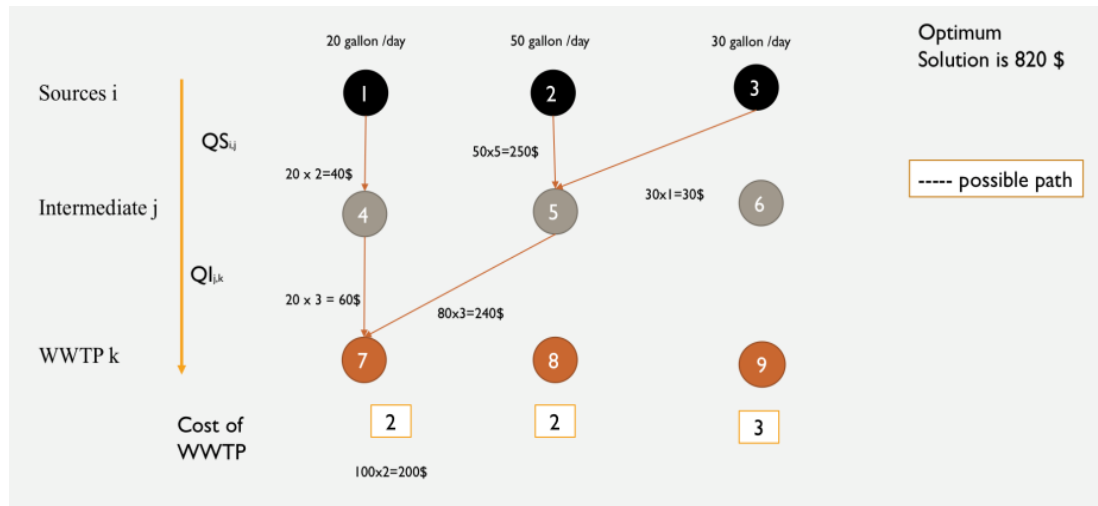 20 gallon /day
50 gallon /day
30 gallon /day
Optimum
Solution is 820 $
Sources i
1
2
3
QSi,j
50x5=250$
20 x 2=40$
----- possible path
30x1=30$
Intermediate j
4
5
6
QIj,k
20 x 3 = 60$
80x3=240$
WWTP k
7
8
9
Cost of
WWTP
2
2
3
100x2=200$